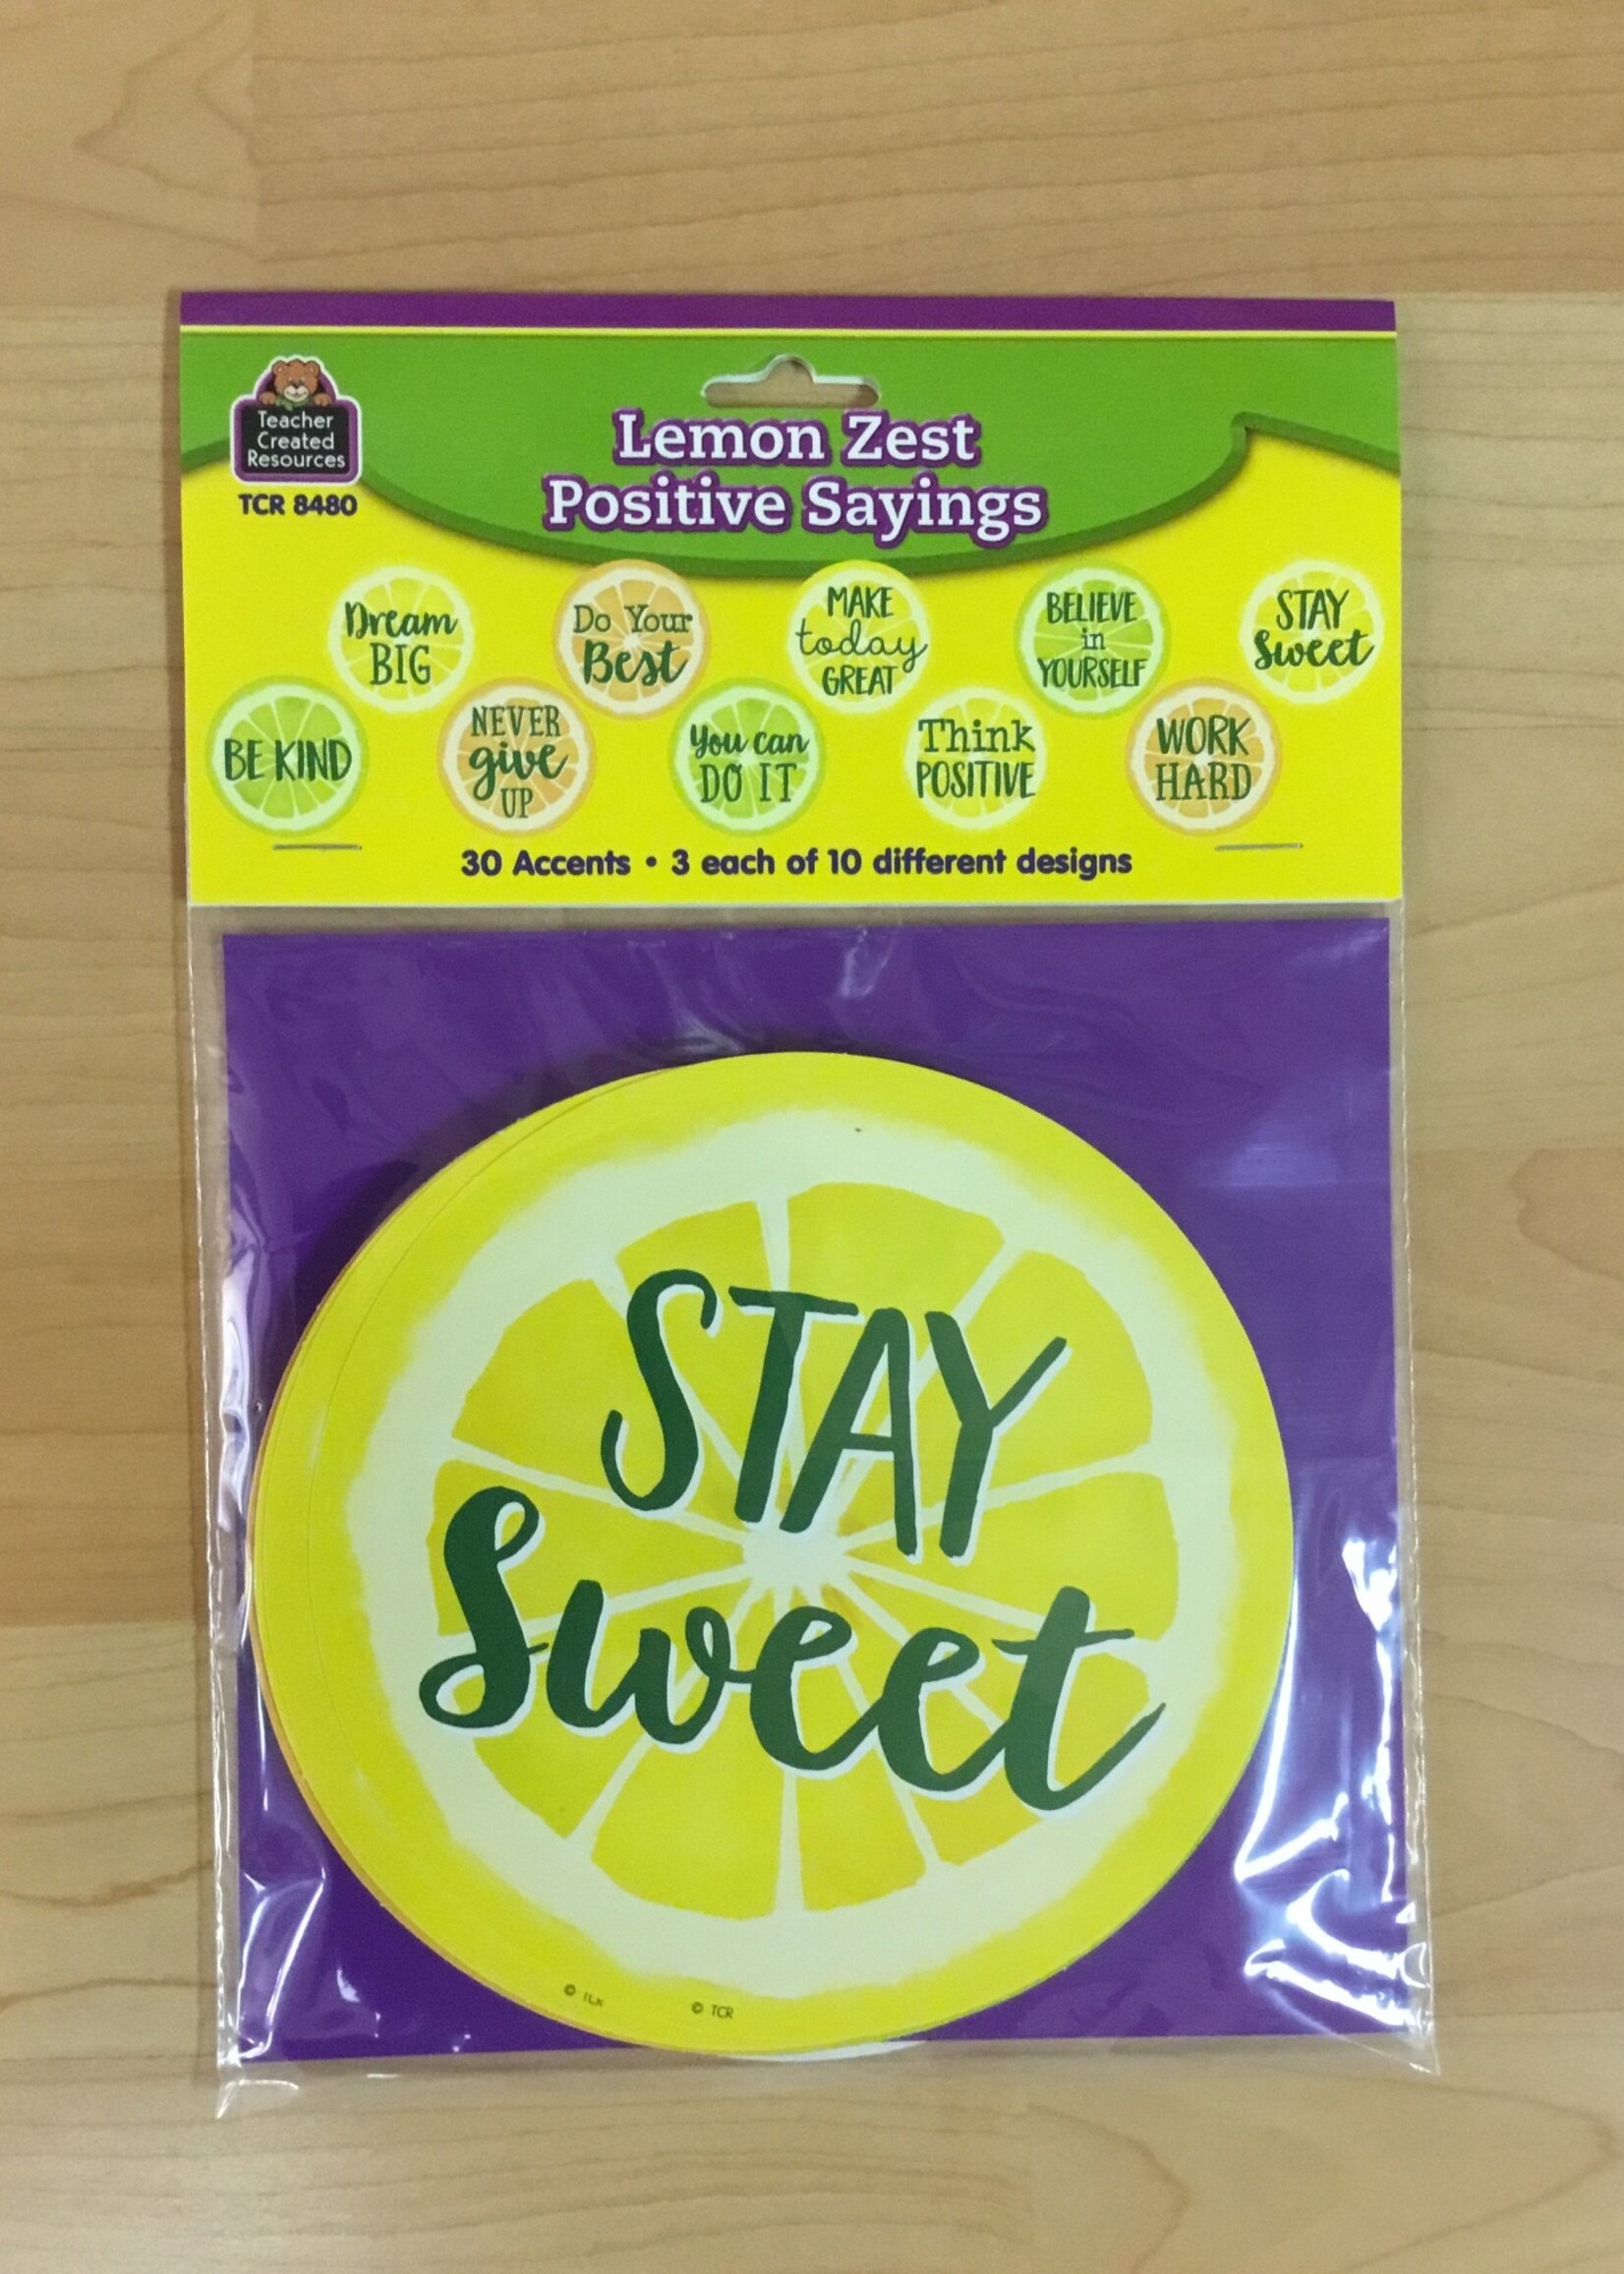 Teacher
Created
Resources
TCR 8480
Lemon Zest
Positive Sayings
Dream
BIG
Do Your
Best
MAKE
today
GREAT
BELIEVE
in
YOURSELF
STAY
Sweet
BE KIND
NEVER
give
UP
You can
DO IT
Think
POSITIVE
WORK
HARD
30 Accents • 3 each of 10 different designs
STAY
Sweet
© TCR